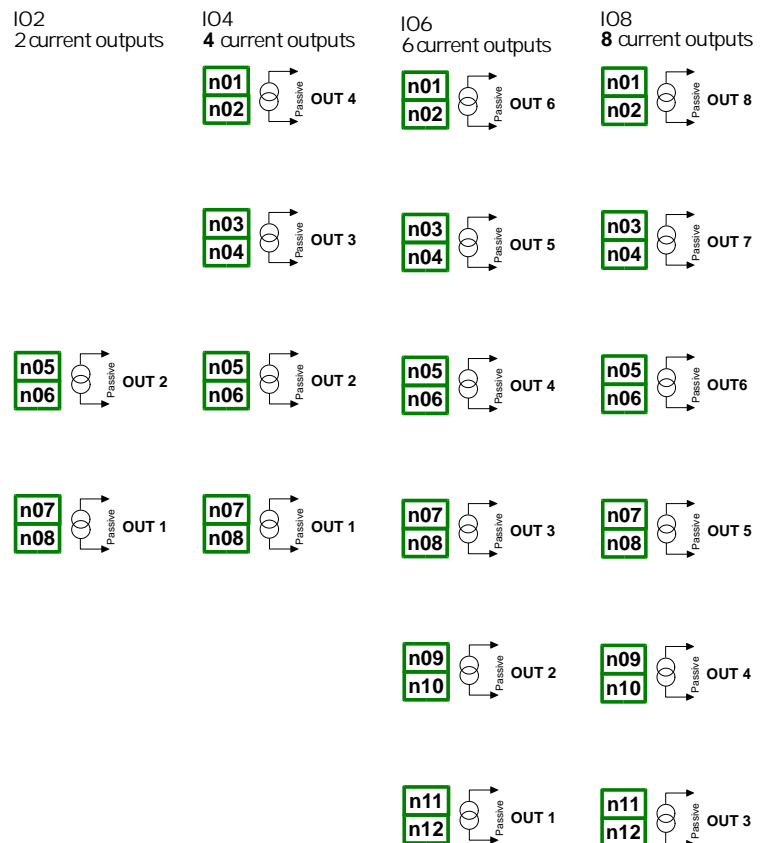 IO2
2 current outputs
n05
n06
Passive
OUT 2
n07
n08
Passive
OUT 1
IO4
4 current outputs
n01
n02
Passive
OUT 4
n03
n04
Passive
OUT 3
n05
n06
Passive
OUT 2
n07
n08
Passive
OUT 1
IO6
6 current outputs
n01
n02
Passive
OUT 6
n03
n04
Passive
OUT 5
n05
n06
Passive
OUT 4
n07
n08
Passive
OUT 3
n09
n10
Passive
OUT 2
n11
n12
Passive
OUT 1
IO8
8 current outputs
n01
n02
Passive
OUT 8
n03
n04
Passive
OUT 7
n05
n06
Passive
OUT6
n07
n08
Passive
OUT 5
n09
n10
Passive
OUT 4
n11
n12
Passive
OUT 3